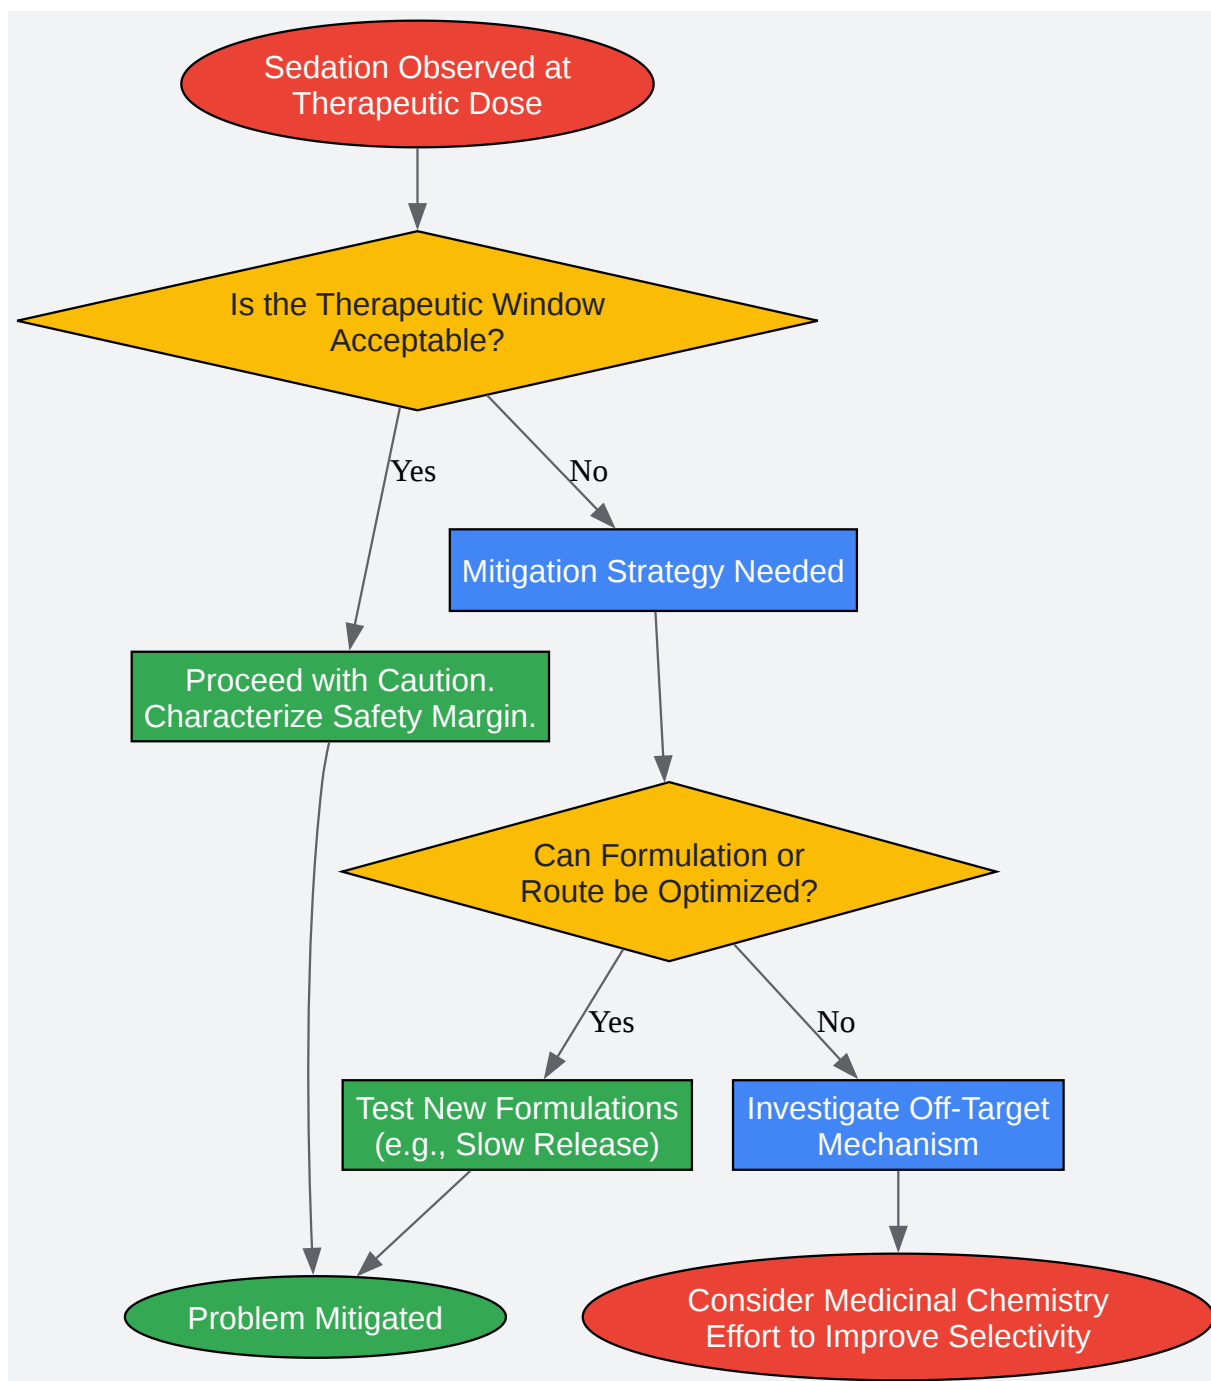 Sedation Observed at
Therapeutic Dose
Is the Therapeutic Window
Acceptable?
Yes
No
Mitigation Strategy Needed
Proceed with Caution.
Characterize Safety Margin.
Can Formulation or
Route be Optimized?
Yes
No
Test New Formulations
(e.g., Slow Release)
Investigate Off-Target
Mechanism
Problem Mitigated
Consider Medicinal Chemistry
Effort to Improve Selectivity